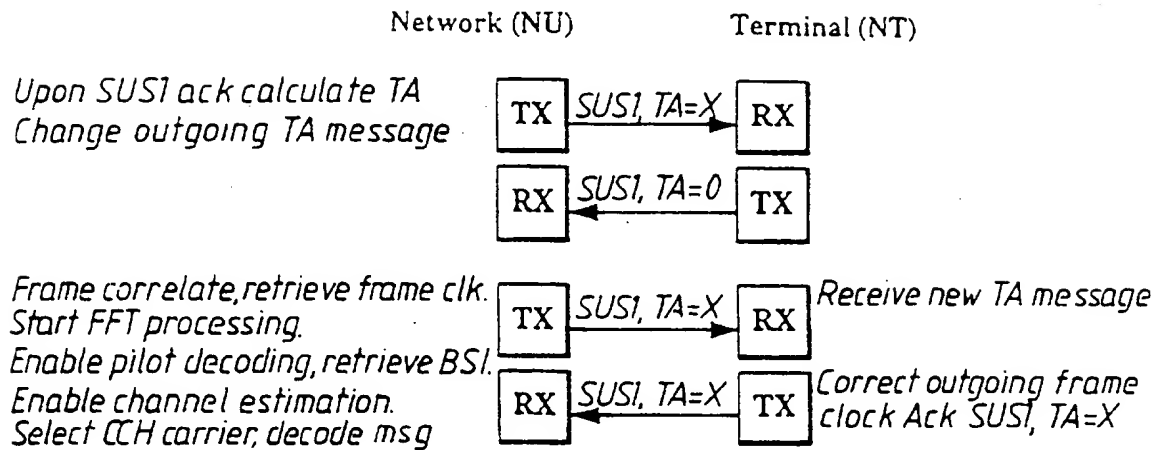 Network (NU) Terminal (NT)
Upon SUS1 ack calculate TA
Change outgoing TA message
TX SUS1, TA=X RX
RX SUS1, TA=0 TX
Frame correlate, retrieve frame clk.
Start FFT processing.
TX SUS1, TA=X RX
Receive new TA message
Enable pilot decoding, retrieve BSI.
Enable channel estimation.
Select CCH carrier, decode msg
RX SUS1, TA=X TX
Correct outgoing frame
clock Ack SUS1, TA=X